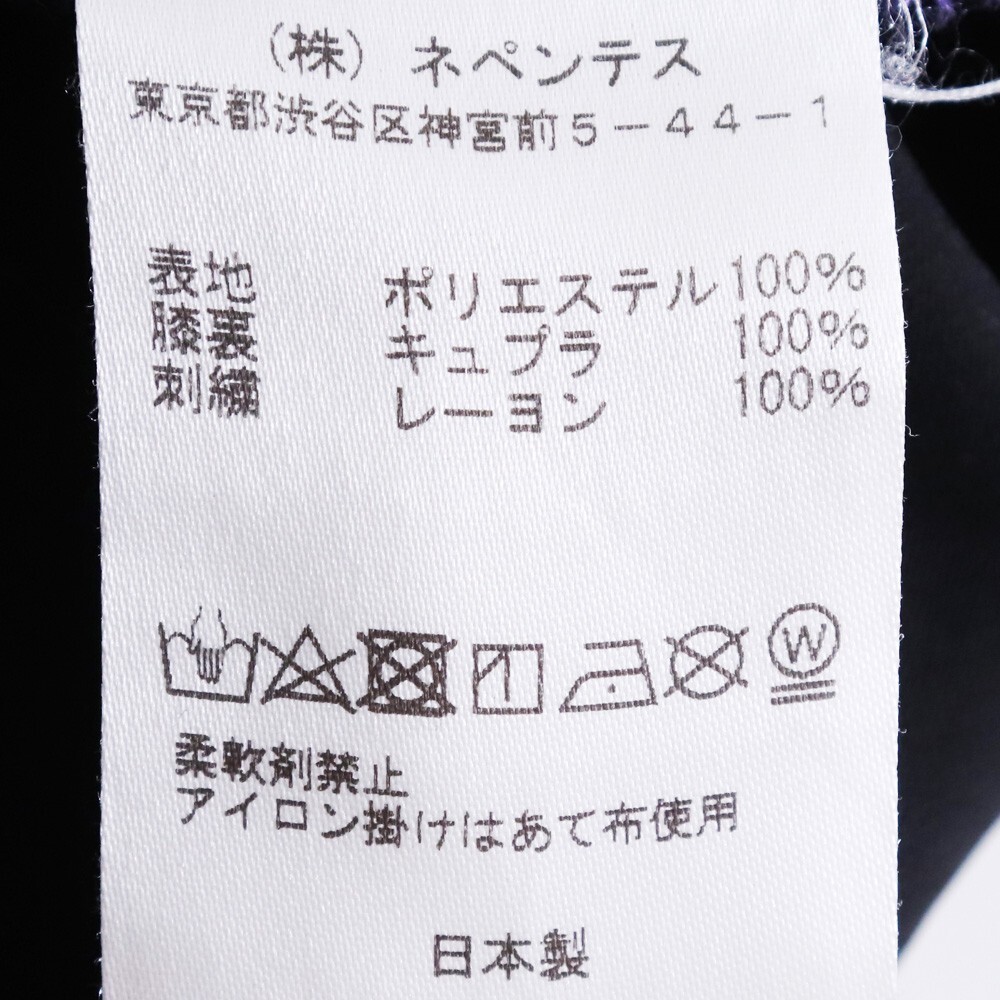 (株) ネペンテス
東京都渋谷区神宮前5-44-1
表地 ポリエステル100%
膝裏 キュプラ 100%
刺繍 レーヨン 100%
W
柔軟剤禁止
アイロン掛けはあて布使用
日本製